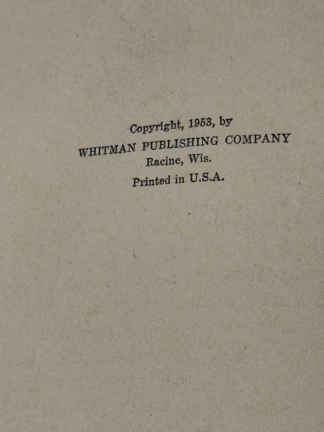 Copyright, 1953, by
WHITMAN PUBLISHING COMPANY
Racine, Wis.
Printed in U.S.A.